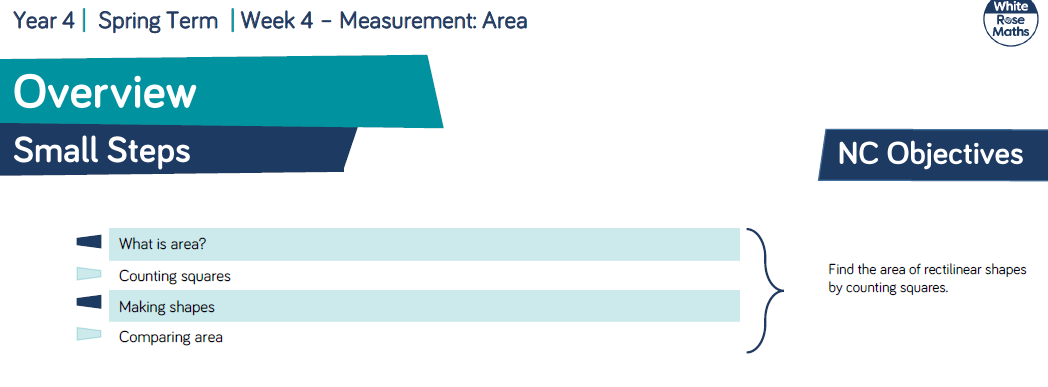 Year 4 | Spring Term | Week 4 – Measurement: Area
White
Rose
Maths
Overview
Small Steps
NC Objectives
What is area?
Counting squares
Making shapes
Comparing area
Find the area of rectilinear shapes
by counting squares.